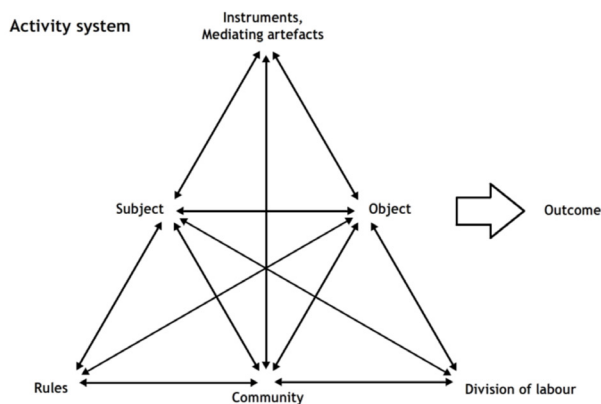 Activity system
Instruments,
Mediating artefacts
Subject
Object
Outcome
Rules
Community
Division of labour